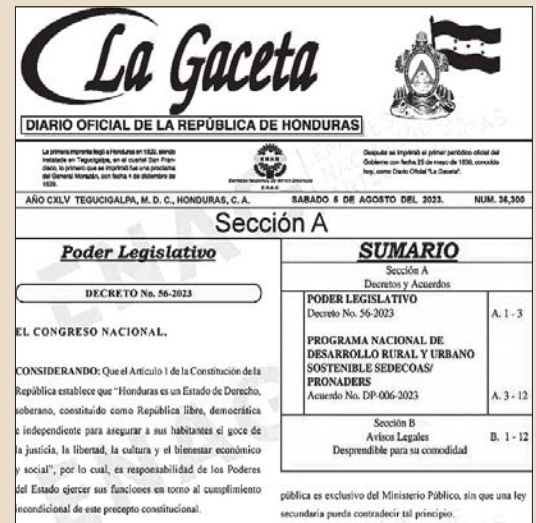 La Gaceta
DIARIO OFICIAL DE LA REPÚBLICA DE HONDURAS
La primera imprenta llegó a Honduras en 1829, siendo
instalada en Tegucigalpa, en el cuartel San Fran-
cisco, lo primero que se imprimió fue una proclama
del General Morazán, con fecha 4 de diciembre de
1829.
ENAG
EMPRESA NACIONAL DE ARTES GRÁFICAS
E.N.A.G.
Después se imprimió el primer periódico oficial del
Gobierno con fecha 25 de mayo de 1830, conocido
hoy, como Diario Oficial "La Gaceta".
AÑO CXLV TEGUCIGALPA, M. D. C., HONDURAS, C. A.
SABADO 5 DE AGOSTO DEL 2023.
NUM. 36,300
Sección A
Poder Legislativo
DECRETO No. 56-2023
EL CONGRESO NACIONAL,
CONSIDERANDO: Que el Artículo 1 de la Constitución de la
República establece que "Honduras es un Estado de Derecho,
soberano, constituido como República libre, democrática
e independiente para asegurar a sus habitantes el goce de
la justicia, la libertad, la cultura y el bienestar económico
y social", por lo cual, es responsabilidad de los Poderes
del Estado ejercer sus funciones en torno al cumplimiento
incondicional de este precepto constitucional.
SUMARIO
Sección A
Decretos y Acuerdos
PODER LEGISLATIVO
Decreto No. 56-2023 A. 1 - 3
PROGRAMA NACIONAL DE
DESARROLLO RURAL Y URBANO
SOSTENIBLE SEDECOAS/
PRONADERS
Acuerdo No. DP-006-2023 A. 3 - 12
Sección B
Avisos Legales B. 1 - 12
Desprendible para su comodidad
pública es exclusivo del Ministerio Público, sin que una ley
secundaria pueda contradecir tal principio.